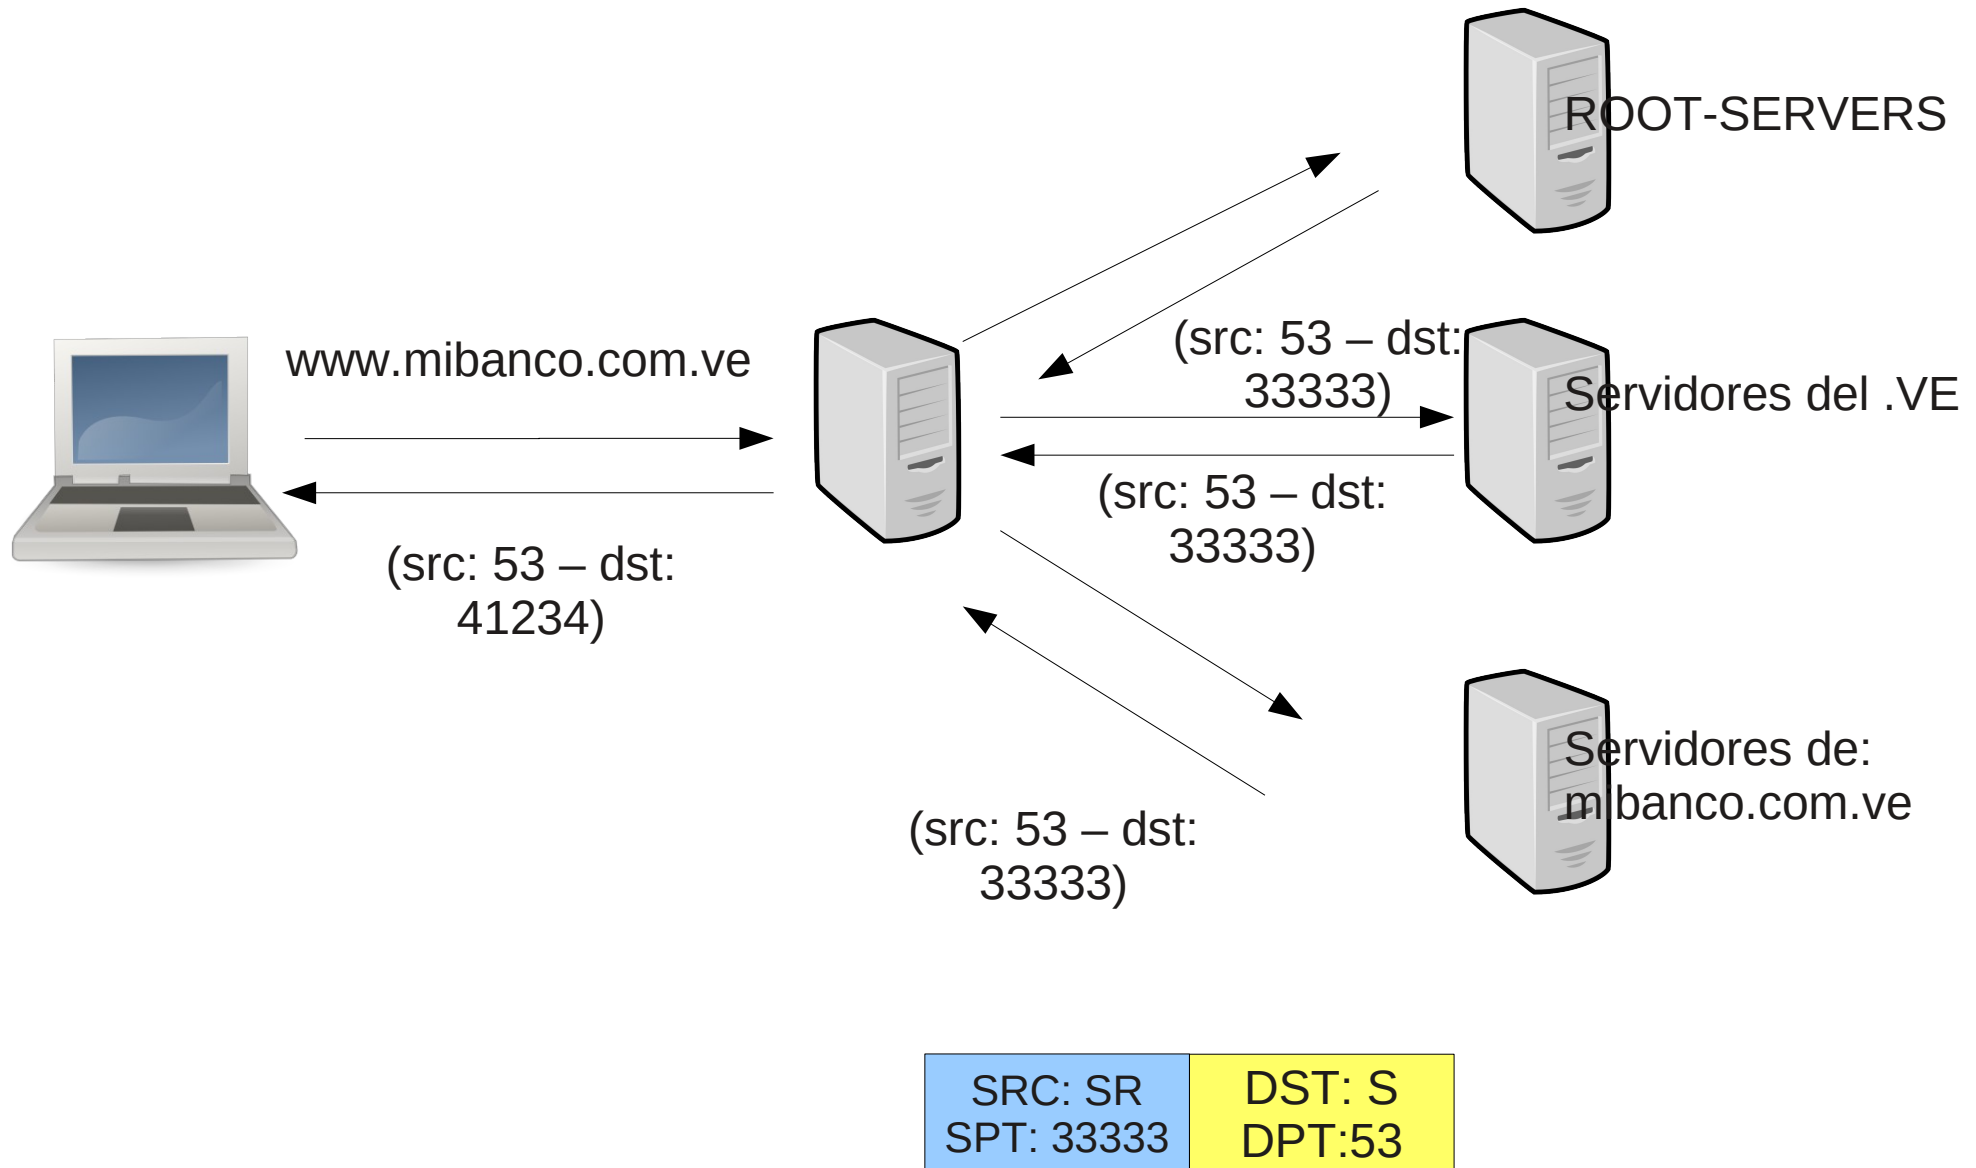 ROOT-SERVERS
www.mibanco.com.ve
(src: 53 – dst:
33333)
Servidores del .VE
(src: 53 – dst:
33333)
(src: 53 – dst:
41234)
Servidores de:
mibanco.com.ve
(src: 53 – dst:
33333)
SRC: SR
SPT: 33333
DST: S
DPT:53